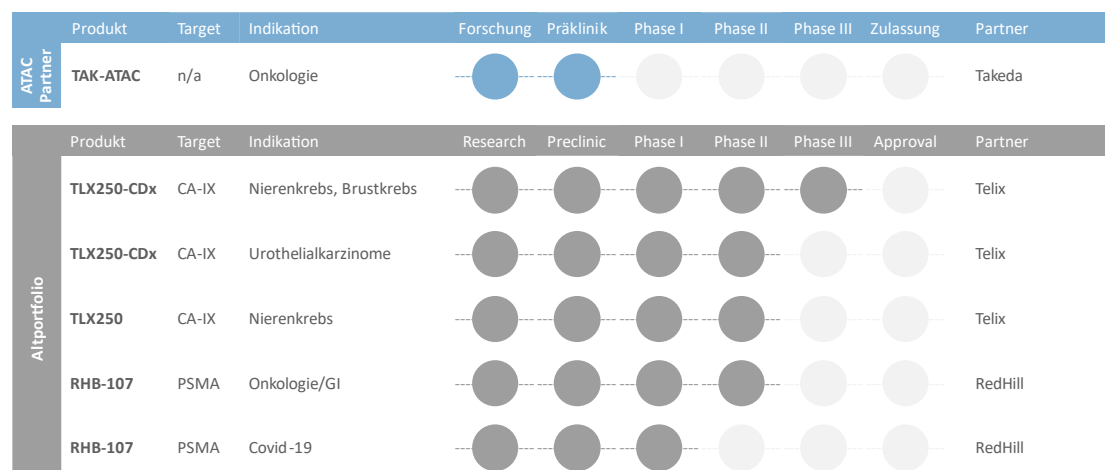 ATAC
Partner
Produkt Target Indikation Forschung Präklinik Phase I Phase II Phase III Zulassung Partner
TAK-ATAC n/a Onkologie Takeda
Altportfolio
Produkt Target Indikation Research Preclinic Phase I Phase II Phase III Approval Partner
TLX250-CDx CA-IX Nierenkrebs, Brustkrebs Telix
TLX250-CDx CA-IX Urothelialkarzinome Telix
TLX250 CA-IX Nierenkrebs Telix
RHB-107 PSMA Onkologie/GI RedHill
RHB-107 PSMA Covid-19 RedHill